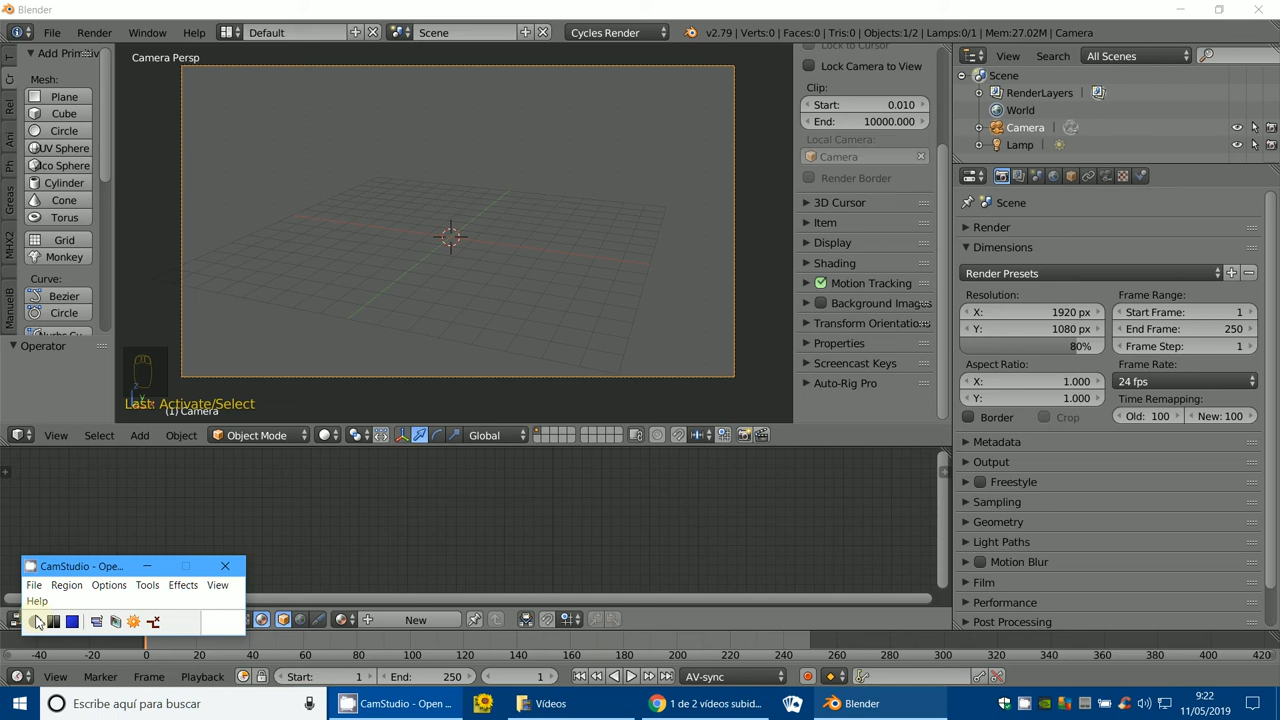 Blender
File Render Window Help Default Scene Cycles Render v2.79 | Verts:0 | Faces:0 | Tris:0 | Objects:1/2 | Lamps:0/1 | Mem:27.02M | Camera
T
Cr
Rel
Ani
Ph
Greas
MHX2
ManuelB
Add Primitiv
Mesh:
Plane
Cube
Circle
UV Sphere
Ico Sphere
Cylinder
Cone
Torus
Grid
Monkey
Curve:
Bezier
Circle
Operator
Camera Persp
Last: Activate/Select
(1) Camera
Lock Camera to View
Clip:
Start: 0.010
End: 10000.000
Local Camera:
Camera
Render Border
3D Cursor
Item
Display
Shading
Motion Tracking
Background Images
Transform Orientations
Properties
Screencast Keys
Auto-Rig Pro
View Search All Scenes
Scene
RenderLayers
World
Camera
Lamp
Scene
Render
Dimensions
Render Presets
Resolution: Frame Range:
X: 1920 px Start Frame: 1
Y: 1080 px End Frame: 250
80% Frame Step: 1
Aspect Ratio: Frame Rate:
X: 1.000 24 fps
Y: 1.000 Time Remapping:
Border Crop Old: 100 New: 100
Metadata
Output
Freestyle
Sampling
Geometry
Light Paths
Motion Blur
Film
Performance
Post Processing
View Select Add Object Object Mode Global
CamStudio - Ope...
File Region Options Tools Effects View
Help
New
-40 -20 0 20 40 60 80 100 120 140 160 180 200 220 240 260 280 300 320 340 360 380 400 420
View Marker Frame Playback Start: 1 End: 250 1 AV-sync
Escribe aquí para buscar CamStudio - Open ... Vídeos 1 de 2 vídeos subid... Blender 9:22
11/05/2019